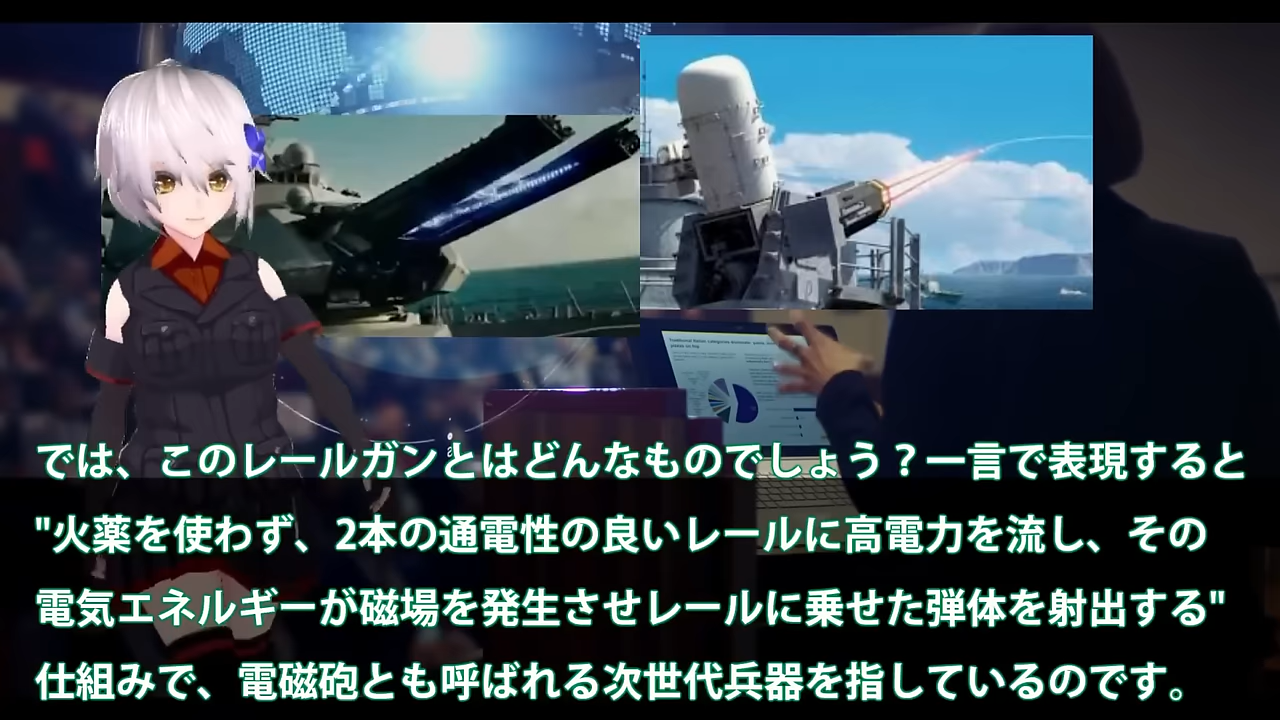 では、このレールガンとはどんなものでしょう？一言で表現すると
"火薬を使わず、2本の通電性の良いレールに高電力を流し、その
電気エネルギーが磁場を発生させレールに乗せた弾体を射出する"
仕組みで、電磁砲とも呼ばれる次世代兵器を指しているのです。